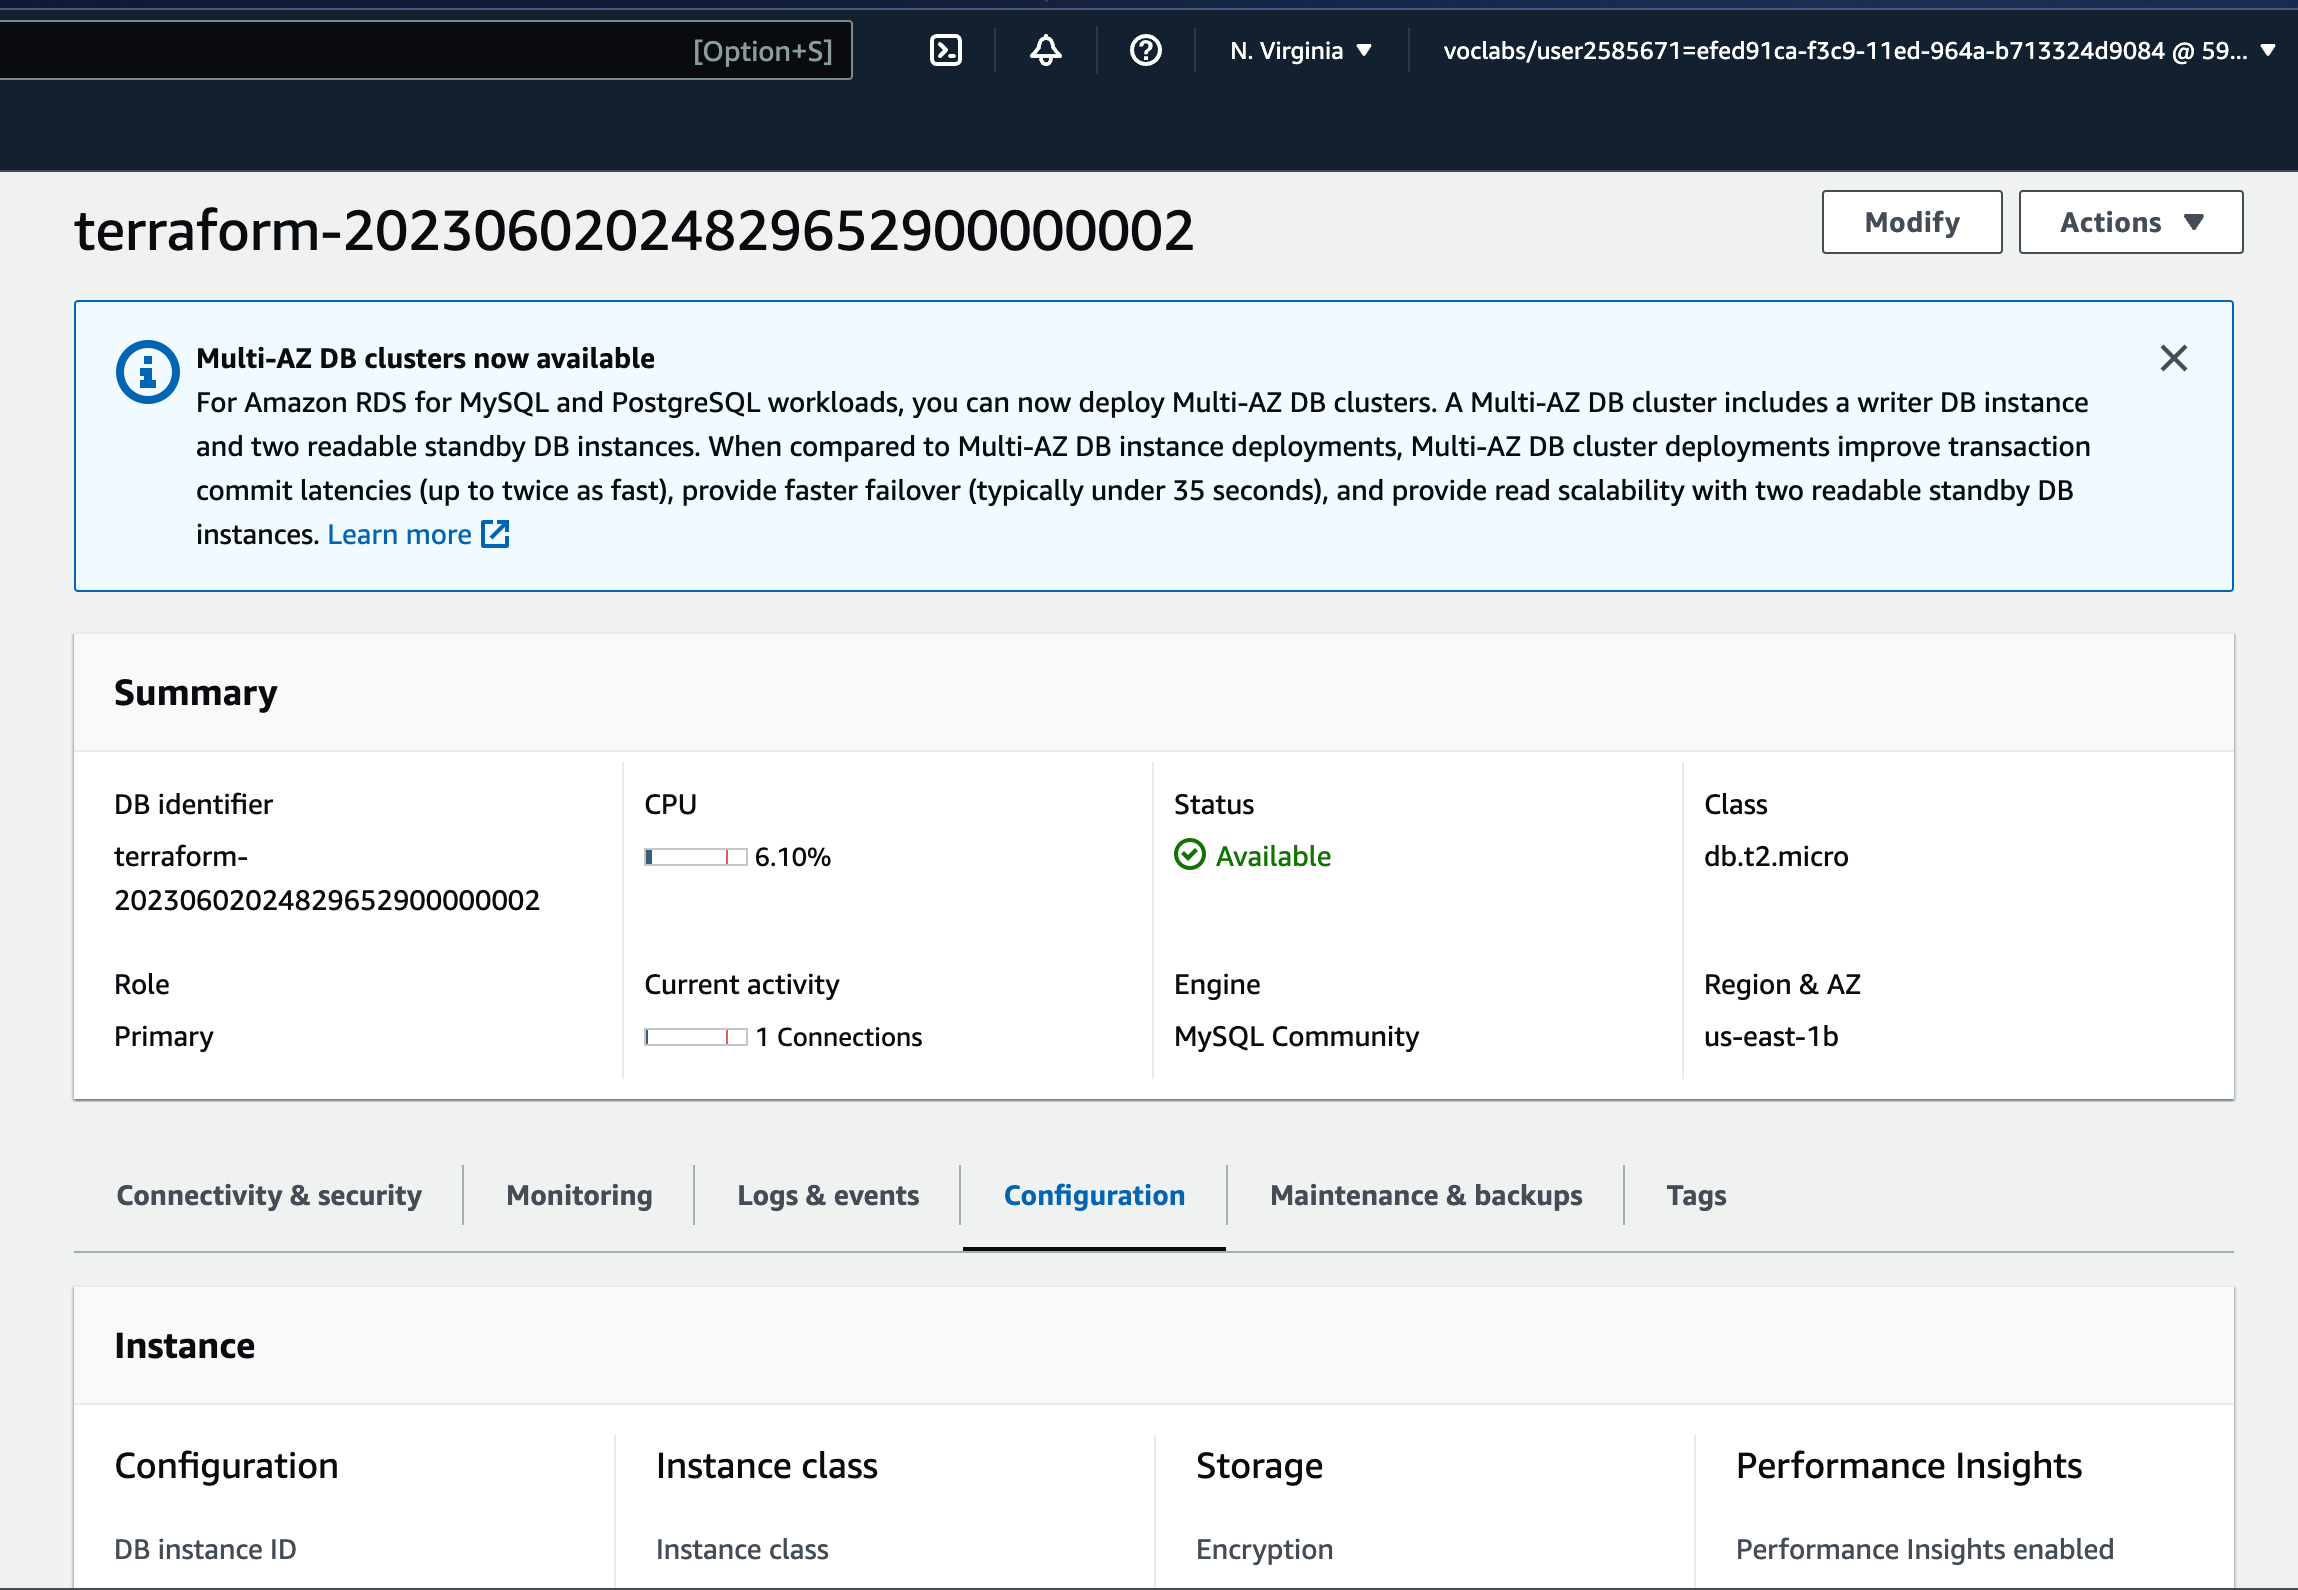 [Option+S]
N. Virginia
voclabs/user2585671=efed91ca-f3c9-11ed-964a-b713324d9084 @ 59...
terraform-20230602024829652900000002
Modify
Actions
Multi-AZ DB clusters now available
For Amazon RDS for MySQL and PostgreSQL workloads, you can now deploy Multi-AZ DB clusters. A Multi-AZ DB cluster includes a writer DB instance
and two readable standby DB instances. When compared to Multi-AZ DB instance deployments, Multi-AZ DB cluster deployments improve transaction
commit latencies (up to twice as fast), provide faster failover (typically under 35 seconds), and provide read scalability with two readable standby DB
instances. Learn more
Summary
DB identifier
terraform-
20230602024829652900000002
CPU
6.10%
Status
Available
Class
db.t2.micro
Role
Primary
Current activity
1 Connections
Engine
MySQL Community
Region & AZ
us-east-1b
Connectivity & security
Monitoring
Logs & events
Configuration
Maintenance & backups
Tags
Instance
Configuration
DB instance ID
Instance class
Instance class
Storage
Encryption
Performance Insights
Performance Insights enabled